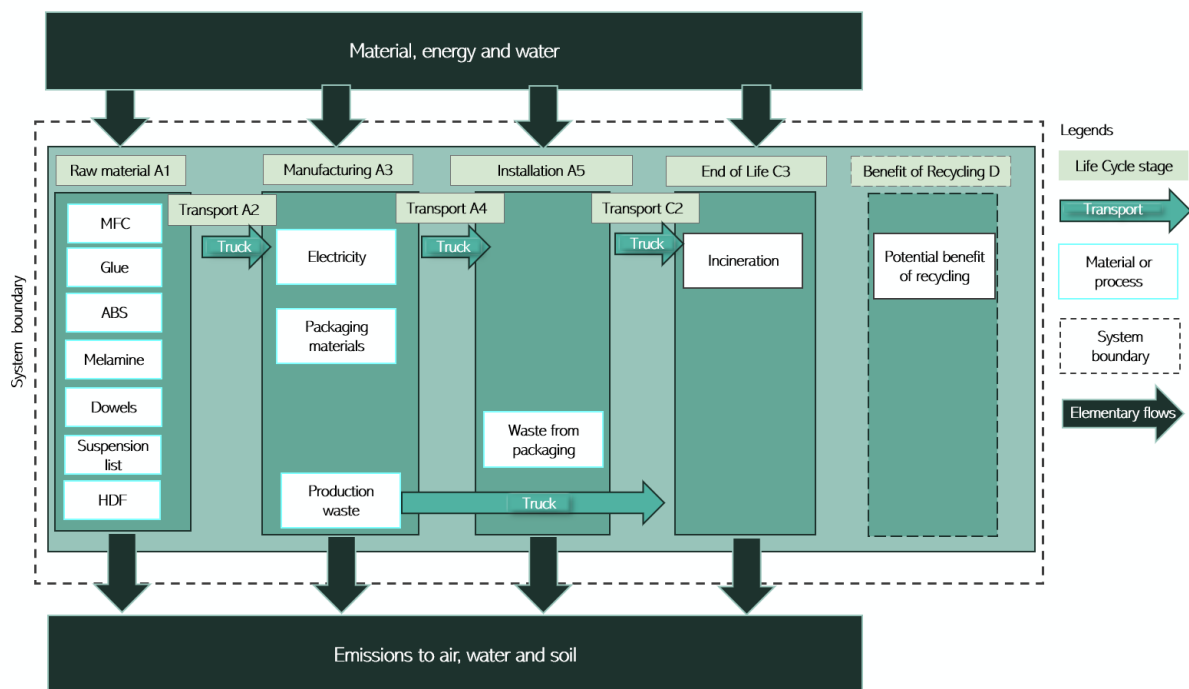 Material, energy and water
Legends
Life Cycle stage
Transport
Material or
process
System
boundary
Elementary flows
System boundary
Raw material A1
Manufacturing A3
Installation A5
End of Life C3
Benefit of Recycling D
Transport A2
Transport A4
Transport C2
Truck
Truck
Truck
MFC
Glue
ABS
Melamine
Dowels
Suspension
list
HDF
Electricity
Packaging
materials
Production
waste
Truck
Waste from
packaging
Incineration
Potential benefit
of recycling
Emissions to air, water and soil